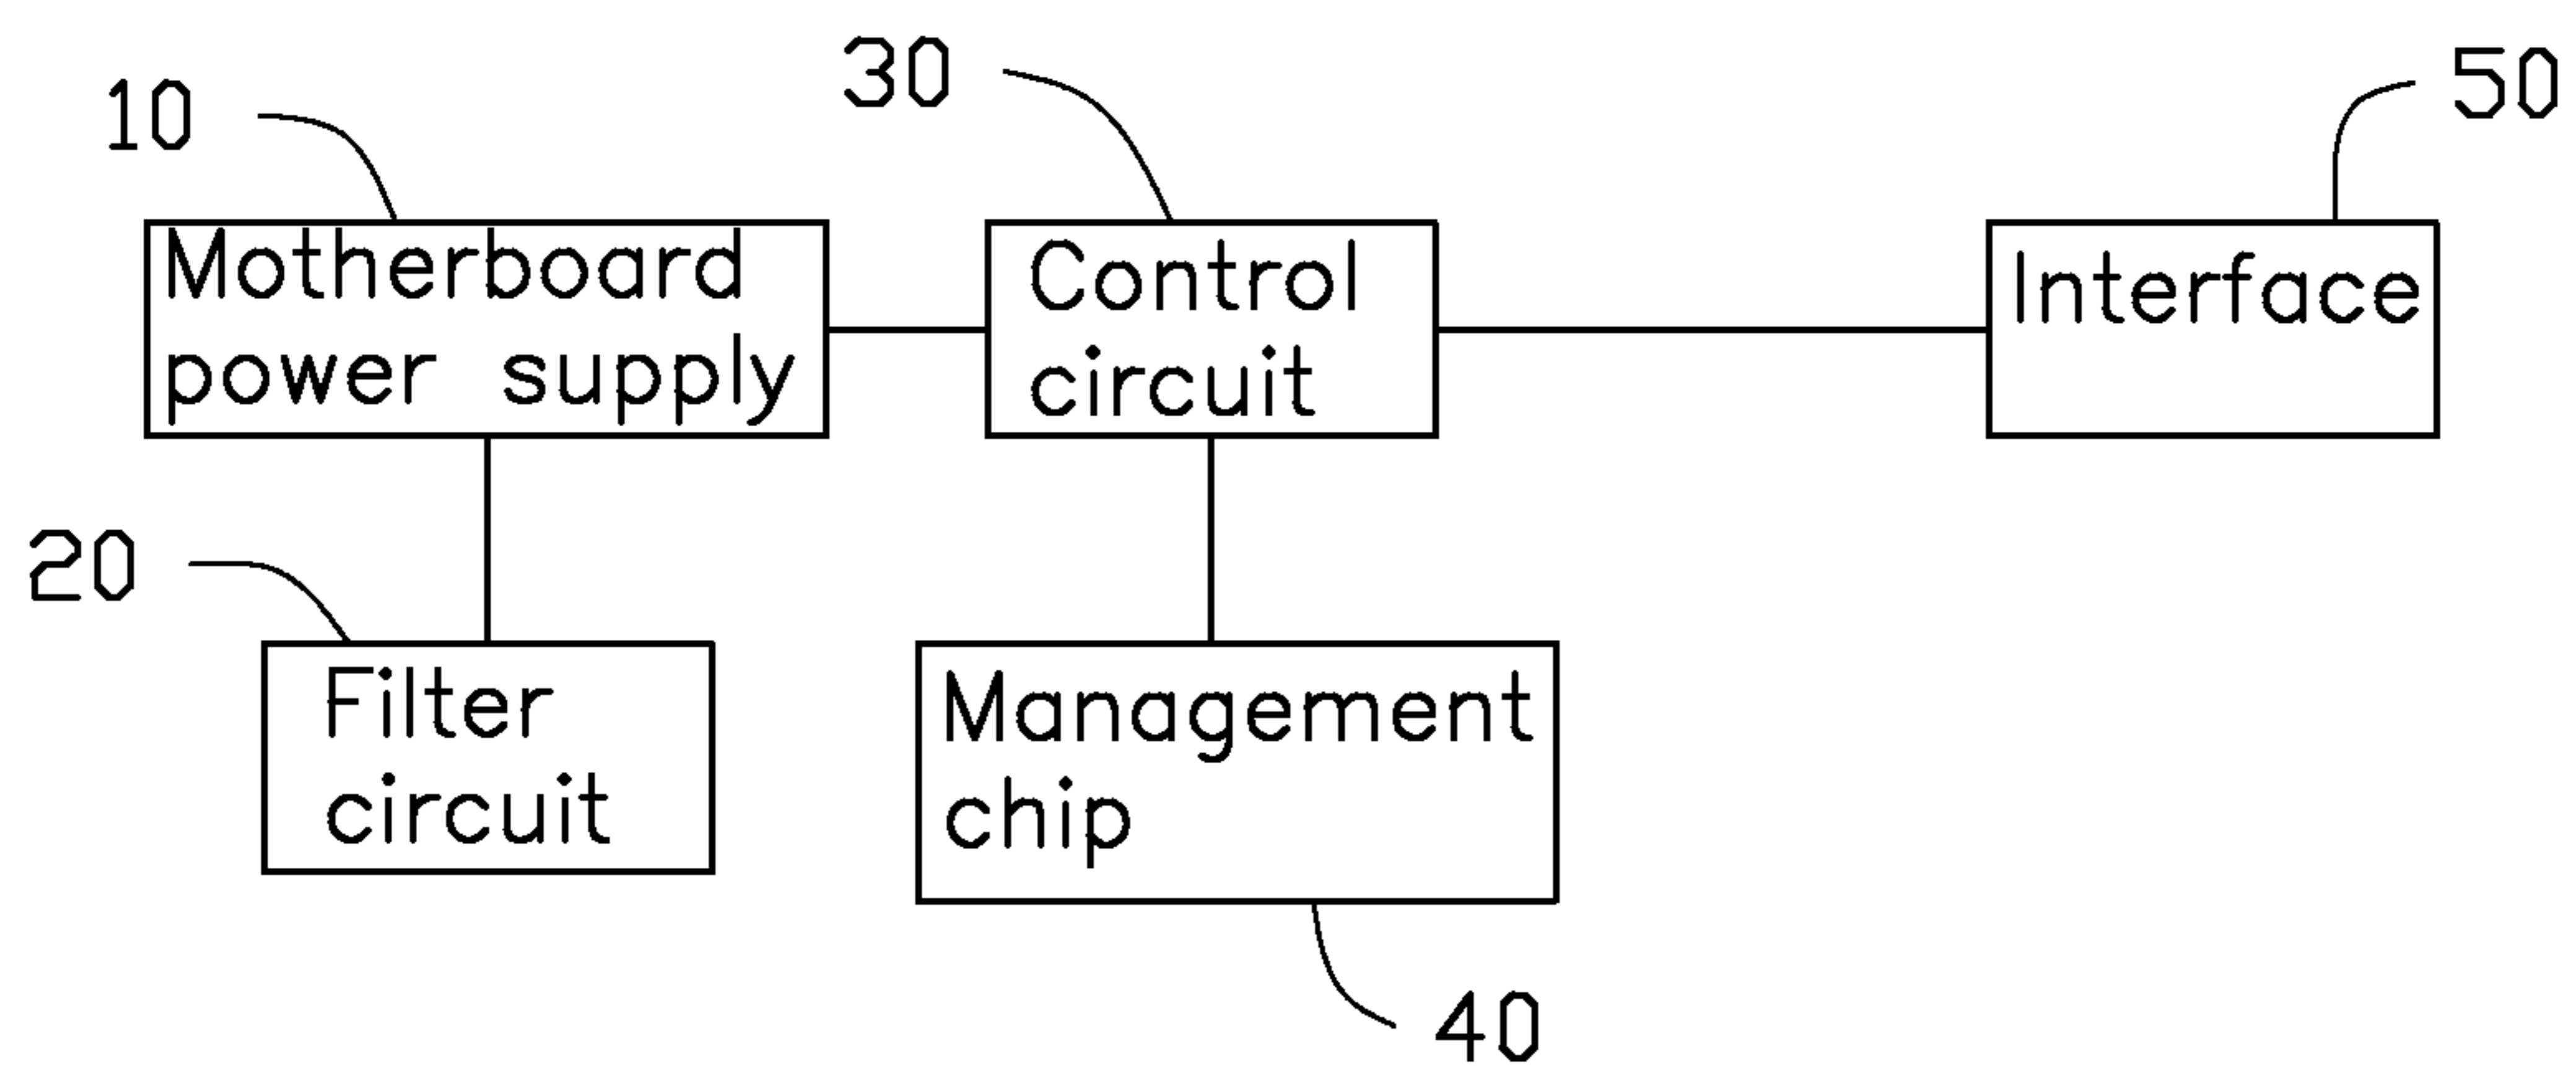 10
30
50
Motherboard
power supply
Control
circuit
Interface
20
Filter
circuit
Management
chip
40